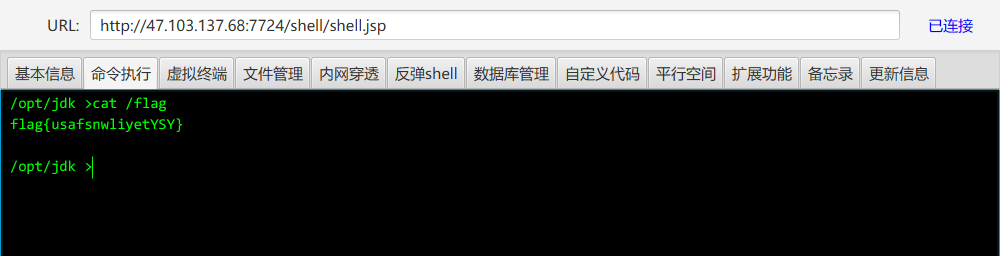 URL: http://47.103.137.68:7724/shell/shell.jsp 已连接
基本信息 命令执行 虚拟终端 文件管理 内网穿透 反弹shell 数据库管理 自定义代码 平行空间 扩展功能 备忘录 更新信息
/opt/jdk >cat /flag
flag{usafsnwliyetYSY}
/opt/jdk >